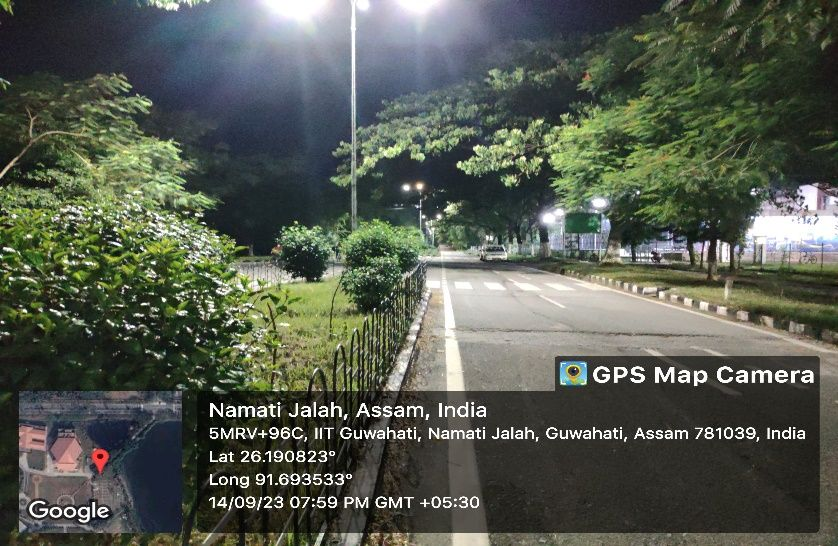 GPS Map Camera
Namati Jalah, Assam, India
5MRV+96C, IIT Guwahati, Namati Jalah, Guwahati, Assam 781039, India
Lat 26.190823°
Long 91.693533°
14/09/23 07:59 PM GMT +05:30
Google